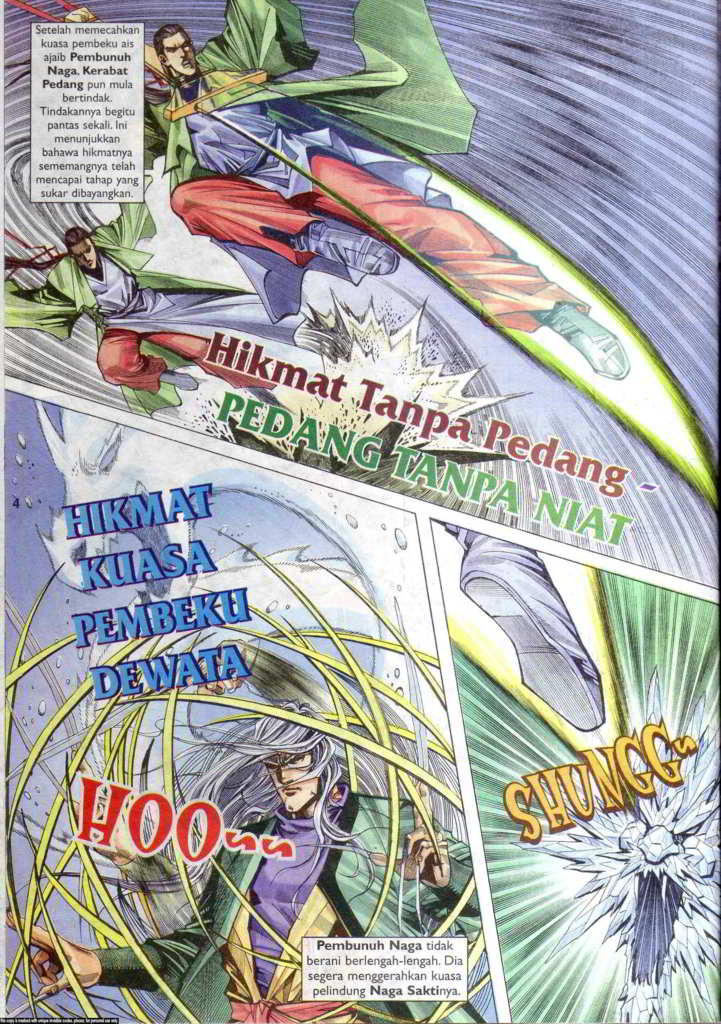 Setelah memecahkan
kuasa pembeku ais
ajaib Pembunuh
Naga, Kerabat
Pedang pun mula
bertindak.
Tindakannya begitu
pantas sekali. Ini
menunjukkan
bahawa hikmatnya
sememangnya telah
mencapai tahap yang
sukar dibayangkan.
Hikmat Tanpa Pedang -
PEDANG TANPA NIAT
4
HIKMAT
KUASA
PEMBEKU
DEWATA
HOO
SHUNGG
Pembunuh Naga tidak
berani berlengah-lengah. Dia
segera menggerahkan kuasa
pelindung Naga Saktinya.